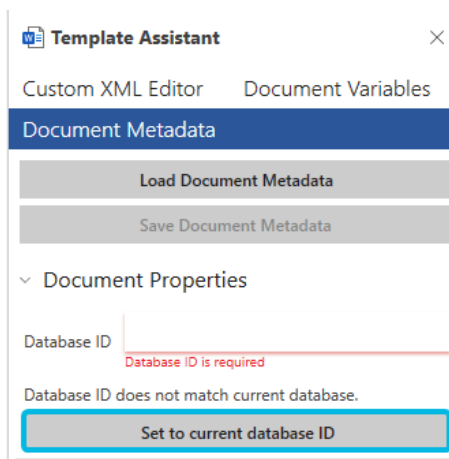 Template Assistant
Custom XML Editor Document Variables
Document Metadata
Load Document Metadata
Save Document Metadata
Document Properties
Database ID
Database ID is required
Database ID does not match current database.
Set to current database ID